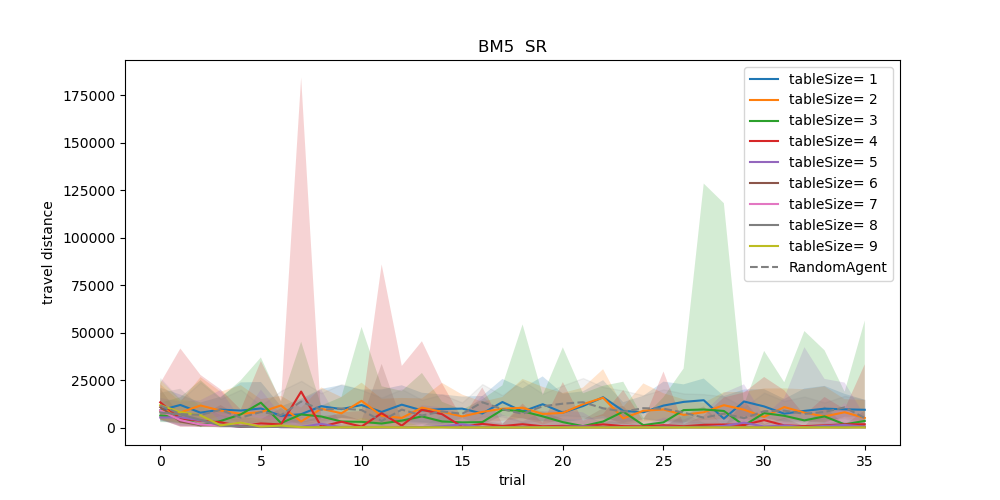 BM5 SR
travel distance
175000
150000
125000
100000
75000
50000
25000
0
tableSize= 1
tableSize= 2
tableSize= 3
tableSize= 4
tableSize= 5
tableSize= 6
tableSize= 7
tableSize= 8
tableSize= 9
RandomAgent
0 5 10 15 20 25 30 35
trial